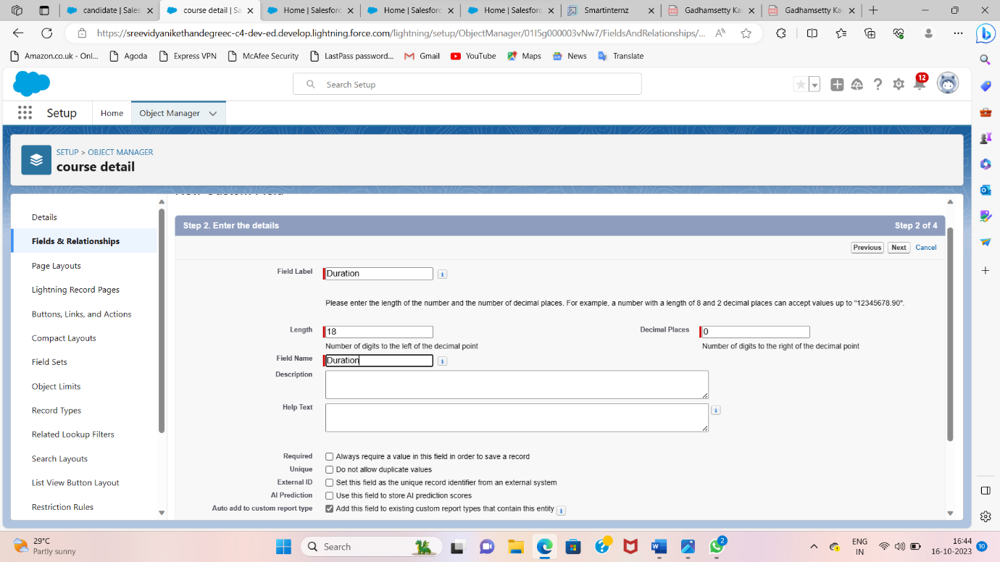 candidate | Sales
course detail | Sa
Home | Salesforc
Home | Salesforc
Home | Salesforc
Smartinternz
Gadhamsetty Ka
Gadhamsetty Ka
https://sreevidyanikethandegreec-c4-dev-ed.develop.lightning.force.com/lightning/setup/ObjectManager/01I5g000003vNw7/FieldsAndRelationships/...
Amazon.co.uk - Onl...
Agoda
Express VPN
McAfee Security
LastPass password...
Gmail
YouTube
Maps
News
Translate
Search Setup
12
Setup
Home
Object Manager
SETUP > OBJECT MANAGER
course detail
Details
Fields & Relationships
Page Layouts
Lightning Record Pages
Buttons, Links, and Actions
Compact Layouts
Field Sets
Object Limits
Record Types
Related Lookup Filters
Search Layouts
List View Button Layout
Restriction Rules
Step 2. Enter the details
Step 2 of 4
Previous Next Cancel
Field Label Duration
Please enter the length of the number and the number of decimal places. For example, a number with a length of 8 and 2 decimal places can accept values up to "12345678.90".
Length 18
Decimal Places 0
Number of digits to the left of the decimal point
Number of digits to the right of the decimal point
Field Name Duration
Description
Help Text
Required Always require a value in this field in order to save a record
Unique Do not allow duplicate values
External ID Set this field as the unique record identifier from an external system
AI Prediction Use this field to store AI prediction scores
Auto add to custom report type Add this field to existing custom report types that contain this entity
29°C
Partly sunny
Search
2
ENG
IN
16:44
16-10-2023
10